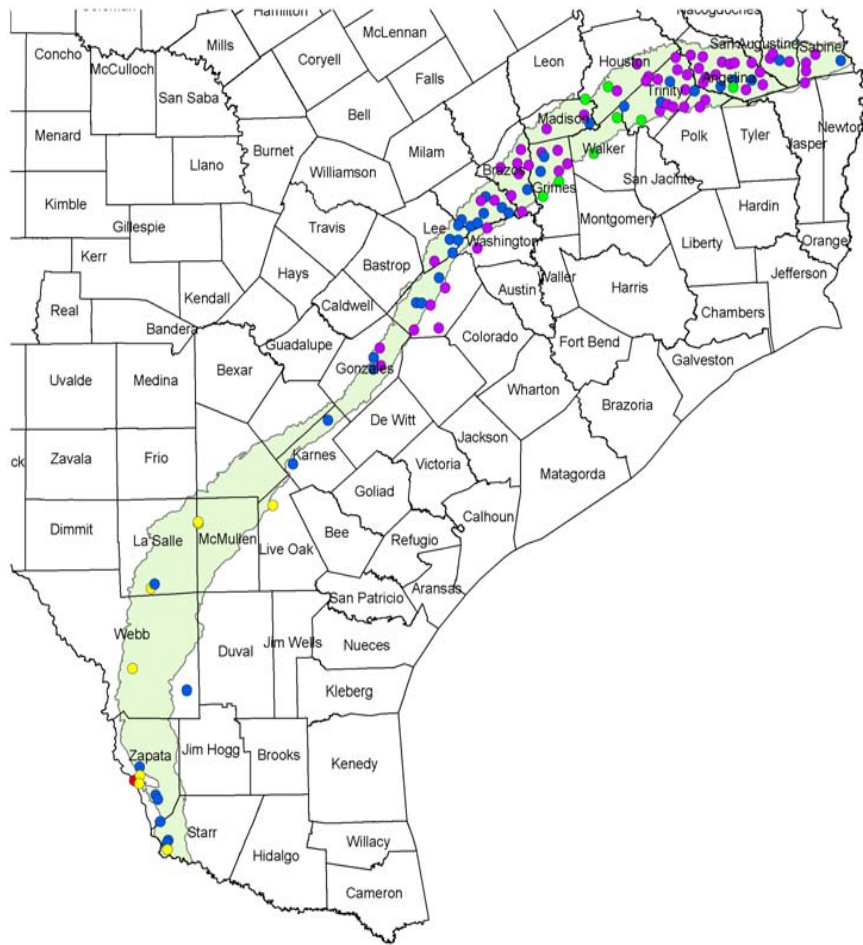 Hamilton
Nacogdoches
McLennan
Concho
Mills
Houston
San Augustine
Sabine
McCulloch
Coryell
Leon
Falls
Angelina
San Saba
Trinity
Bell
Madison
Newton
Menard
Burnet
Milam
Walker
Polk
Tyler
Jasper
Llano
Williamson
Brazos
San Jacinto
Grimes
Kimble
Hardin
Gillespie
Travis
Lee
Montgomery
Washington
Orange
Kerr
Liberty
Bastrop
Hays
Waller
Jefferson
Austin
Harris
Kendall
Caldwell
Real
Chambers
Bandera
Colorado
Guadalupe
Fort Bend
Galveston
Bexar
Gonzales
Uvalde
Medina
Wharton
Brazoria
De Witt
Jackson
ck
Zavala
Frio
Karnes
Victoria
Matagorda
Goliad
Calhoun
Dimmit
La Salle
McMullen
Live Oak
Bee
Refugio
Aransas
San Patricio
Webb
Duval
Jim Wells
Nueces
Kleberg
Zapata
Jim Hogg
Brooks
Kenedy
Starr
Willacy
Hidalgo
Cameron